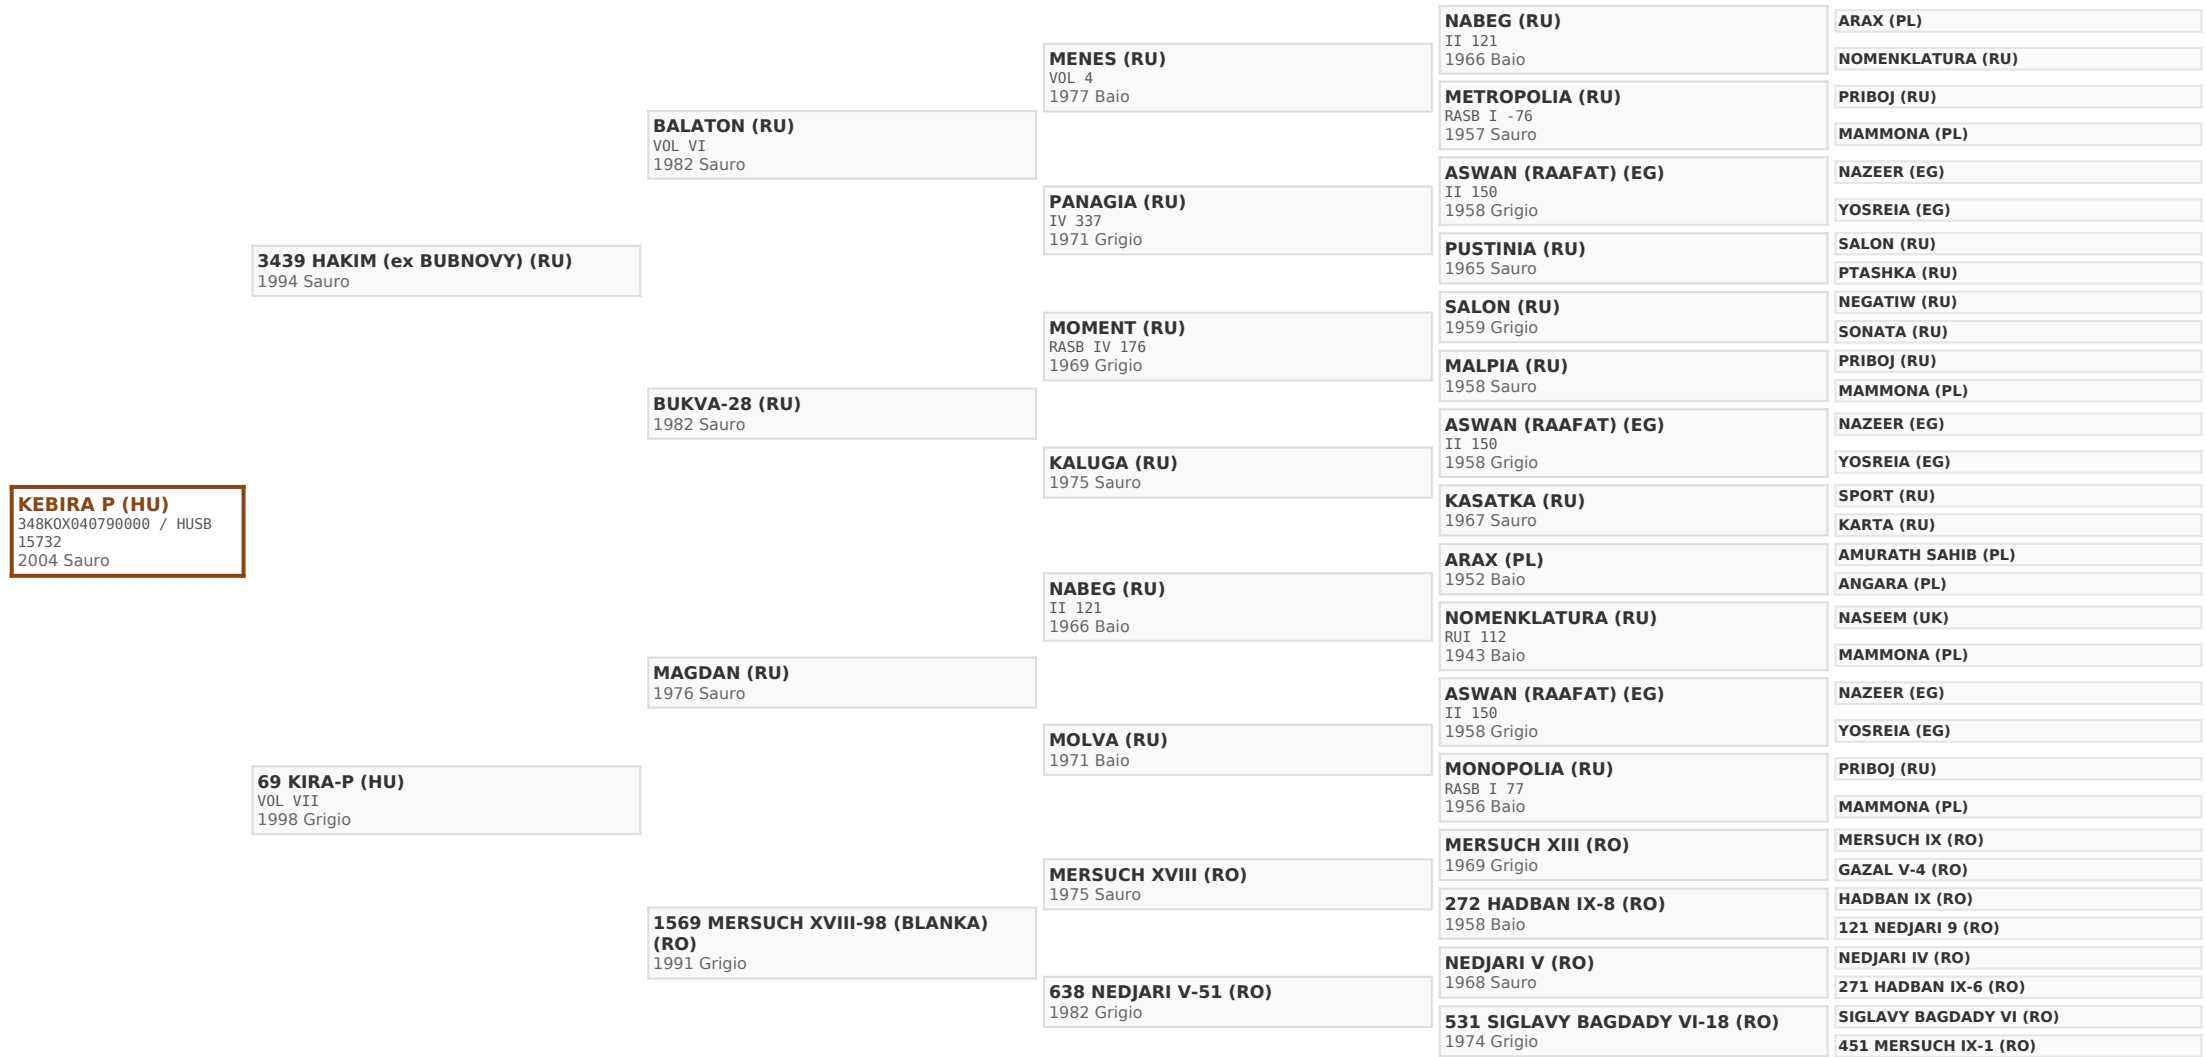 KEBIRA P (HU)
348KOX040790000 / HUSB
15732
2004 Sauro
3439 HAKIM (ex BUBNOVY) (RU)
1994 Sauro
69 KIRA-P (HU)
VOL VII
1998 Grigio
BALATON (RU)
VOL VI
1982 Sauro
BUKVA-28 (RU)
1982 Sauro
MAGDAN (RU)
1976 Sauro
1569 MERSUCH XVIII-98 (BLANKA)
(RO)
1991 Grigio
MENES (RU)
VOL 4
1977 Baio
PANAGIA (RU)
IV 337
1971 Grigio
MOMENT (RU)
RASB IV 176
1969 Grigio
KALUGA (RU)
1975 Sauro
NABEG (RU)
II 121
1966 Baio
MOLVA (RU)
1971 Baio
MERSUCH XVIII (RO)
1975 Sauro
638 NEDJARI V-51 (RO)
1982 Grigio
NABEG (RU)
II 121
1966 Baio
METROPOLIA (RU)
RASB I -76
1957 Sauro
ASWAN (RAAFAT) (EG)
II 150
1958 Grigio
PUSTINIA (RU)
1965 Sauro
SALON (RU)
1959 Grigio
MALPIA (RU)
1958 Sauro
ASWAN (RAAFAT) (EG)
II 150
1958 Grigio
KASATKA (RU)
1967 Sauro
ARAX (PL)
1952 Baio
NOMENKLATURA (RU)
RUI 112
1943 Baio
ASWAN (RAAFAT) (EG)
II 150
1958 Grigio
MONOPOLIA (RU)
RASB I 77
1956 Baio
MERSUCH XIII (RO)
1969 Grigio
272 HADBAN IX-8 (RO)
1958 Baio
NEDJARI V (RO)
1968 Sauro
531 SIGLAVY BAGDADY VI-18 (RO)
1974 Grigio
ARAX (PL)
NOMENKLATURA (RU)
PRIBOJ (RU)
MAMMONA (PL)
NAZEER (EG)
YOSREIA (EG)
SALON (RU)
PTASHKA (RU)
NEGATIW (RU)
SONATA (RU)
PRIBOJ (RU)
MAMMONA (PL)
NAZEER (EG)
YOSREIA (EG)
SPORT (RU)
KARTA (RU)
AMURATH SAHIB (PL)
ANGARA (PL)
NASEEM (UK)
MAMMONA (PL)
NAZEER (EG)
YOSREIA (EG)
PRIBOJ (RU)
MAMMONA (PL)
MERSUCH IX (RO)
GAZAL V-4 (RO)
HADBAN IX (RO)
121 NEDJARI 9 (RO)
NEDJARI IV (RO)
271 HADBAN IX-6 (RO)
SIGLAVY BAGDADY VI (RO)
451 MERSUCH IX-1 (RO)